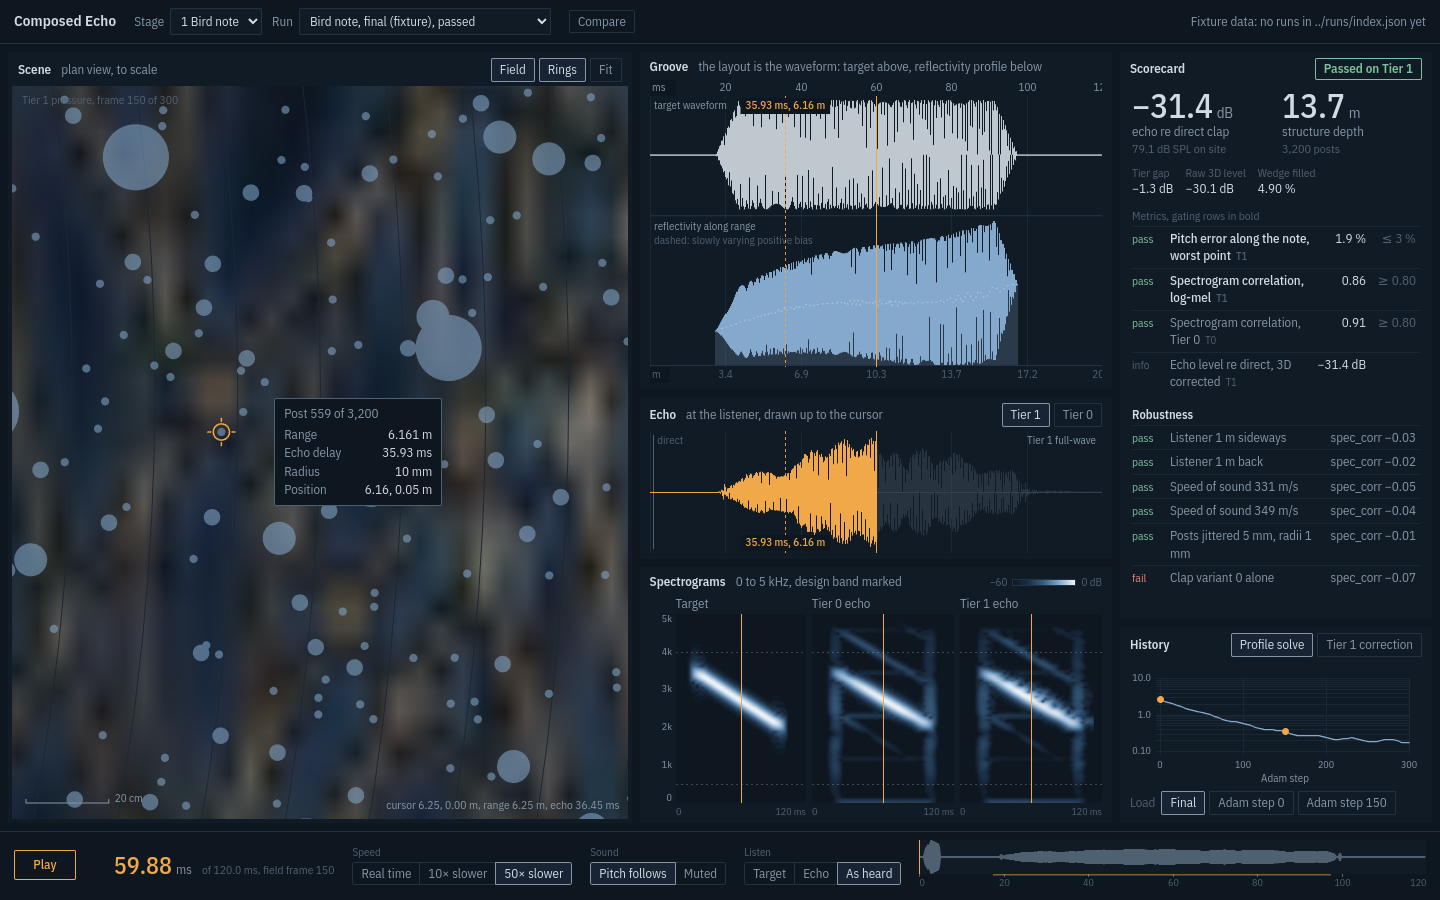 Composed Echo Stage 1 Bird note Run Bird note, final (fixture), passed Compare Fixture data: no runs in ../runs/index.json yet
Scene plan view, to scale Field Rings Fit
Tier 1 pressure, frame 150 of 300
Post 559 of 3,200
Range 6.161 m
Echo delay 35.93 ms
Radius 10 mm
Position 6.16, 0.05 m
20 cm
cursor 6.25, 0.00 m, range 6.25 m, echo 36.45 ms
Groove the layout is the waveform: target above, reflectivity profile below
ms 20 40 60 80 100 12
target waveform 35.93 ms, 6.16 m
reflectivity along range
dashed: slowly varying positive bias
m 3.4 6.9 10.3 13.7 17.2 20
Echo at the listener, drawn up to the cursor Tier 1 Tier 0
direct Tier 1 full-wave
35.93 ms, 6.16 m
Spectrograms 0 to 5 kHz, design band marked −60 0 dB
Target Tier 0 echo Tier 1 echo
5k
4k
3k
2k
1k
0
0 120 ms 0 120 ms 0 120 ms
Scorecard Passed on Tier 1
−31.4 dB 13.7 m
echo re direct clap structure depth
79.1 dB SPL on site 3,200 posts
Tier gap Raw 3D level Wedge filled
−1.3 dB −30.1 dB 4.90 %
Metrics, gating rows in bold
pass Pitch error along the note, 1.9 % ≤ 3 %
worst point T1
pass Spectrogram correlation, 0.86 ≥ 0.80
log-mel T1
pass Spectrogram correlation, 0.91 ≥ 0.80
Tier 0 T0
info Echo level re direct, 3D −31.4 dB
corrected T1
Robustness
pass Listener 1 m sideways spec_corr −0.03
pass Listener 1 m back spec_corr −0.02
pass Speed of sound 331 m/s spec_corr −0.05
pass Speed of sound 349 m/s spec_corr −0.04
pass Posts jittered 5 mm, radii 1 spec_corr −0.01
mm
fail Clap variant 0 alone spec_corr −0.07
History Profile solve Tier 1 correction
10.0
1.0
0.10
0 100 200 300
Adam step
Load Final Adam step 0 Adam step 150
Play 59.88 ms of 120.0 ms, field frame 150
Speed
Real time 10× slower 50× slower
Sound
Pitch follows Muted
Listen
Target Echo As heard
0 20 40 60 80 100 120